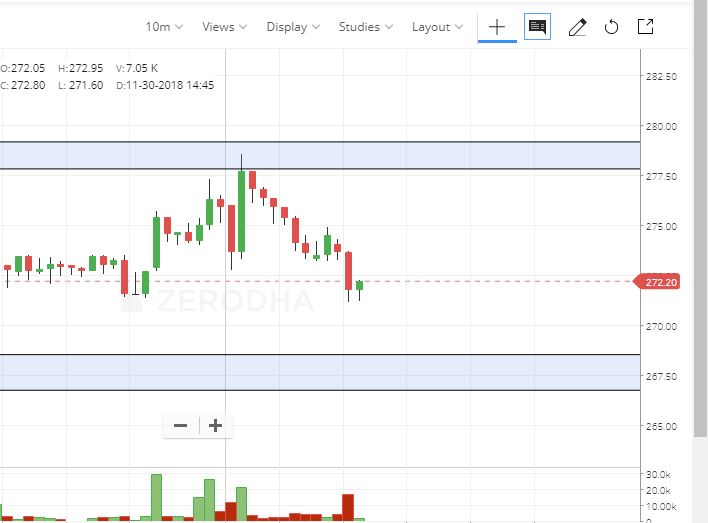 10m Views Display Studies Layout
O:272.05 H:272.95 V:7.05 K
C:272.80 L: 271.60 D:11-30-2018 14:45
282.50
280.00
277.50
275.00
272.20
ZERODHA
270.00
267.50
265.00
30.0k
20.0k
10.00k
0